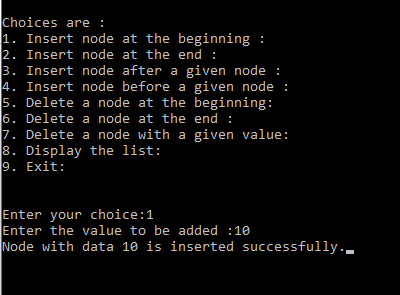 Choices are :
1. Insert node at the beginning :
2. Insert node at the end :
3. Insert node after a given node :
4. Insert node before a given node :
5. Delete a node at the beginning:
6. Delete a node at the end :
7. Delete a node with a given value:
8. Display the list:
9. Exit:
Enter your choice:1
Enter the value to be added :10
Node with data 10 is inserted successfully.